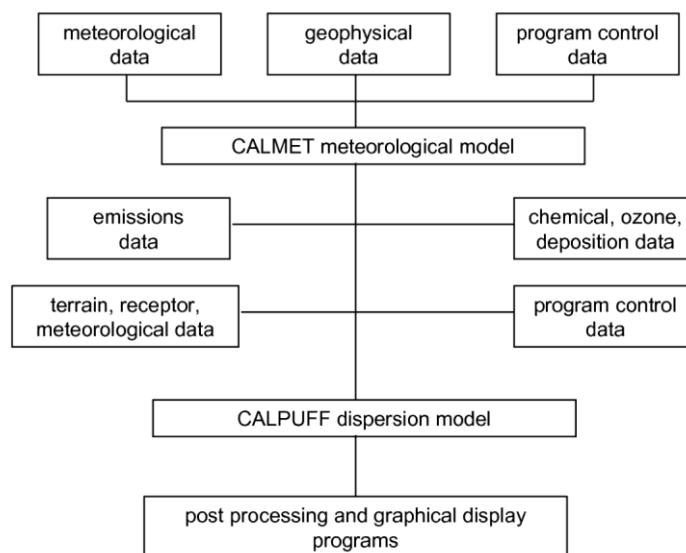 meteorological
data
geophysical
data
program control
data
CALMET meteorological model
emissions
data
chemical, ozone,
deposition data
terrain, receptor,
meteorological data
program control
data
CALPUFF dispersion model
post processing and graphical display
programs